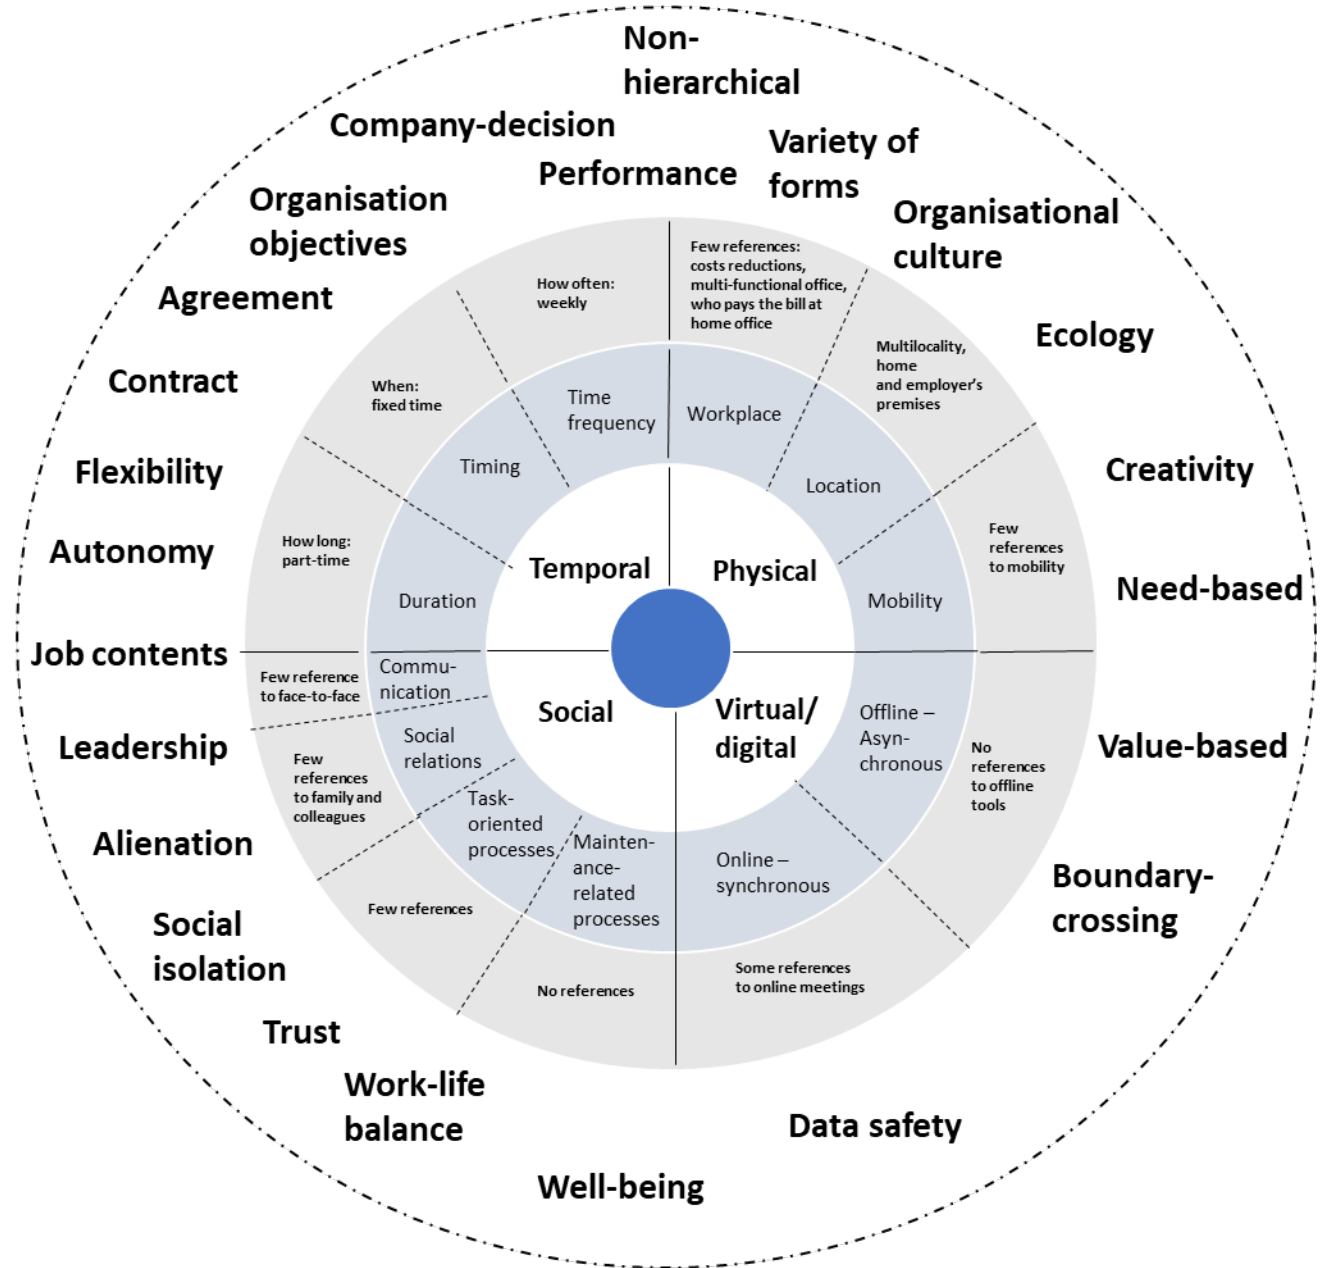 Non-
hierarchical
Company-decision
Variety of
forms
Performance
Organisation
objectives
Organisational
culture
Agreement
Ecology
Contract
Creativity
Flexibility
Autonomy
Need-based
Job contents
Leadership
Value-based
Alienation
Boundary-
crossing
Social
isolation
Trust
Work-life
balance
Data safety
Well-being
How often:
weekly
Few references:
costs reductions,
multi-functional office,
who pays the bill at
home office
When:
fixed time
Multilocality,
home
and employer's
premises
How long:
part-time
Few
references
to mobility
Few reference
to face-to-face
Few
references
to family and
colleagues
No
references
to offline
tools
Few references
No references
Some references
to online meetings
Time
frequency
Workplace
Timing
Location
Duration
Mobility
Commu-
nication
Social
relations
Task-
oriented
processes
Mainten-
ance-
related
processes
Offline –
Asyn-
chronous
Online –
synchronous
Temporal
Physical
Social
Virtual/
digital